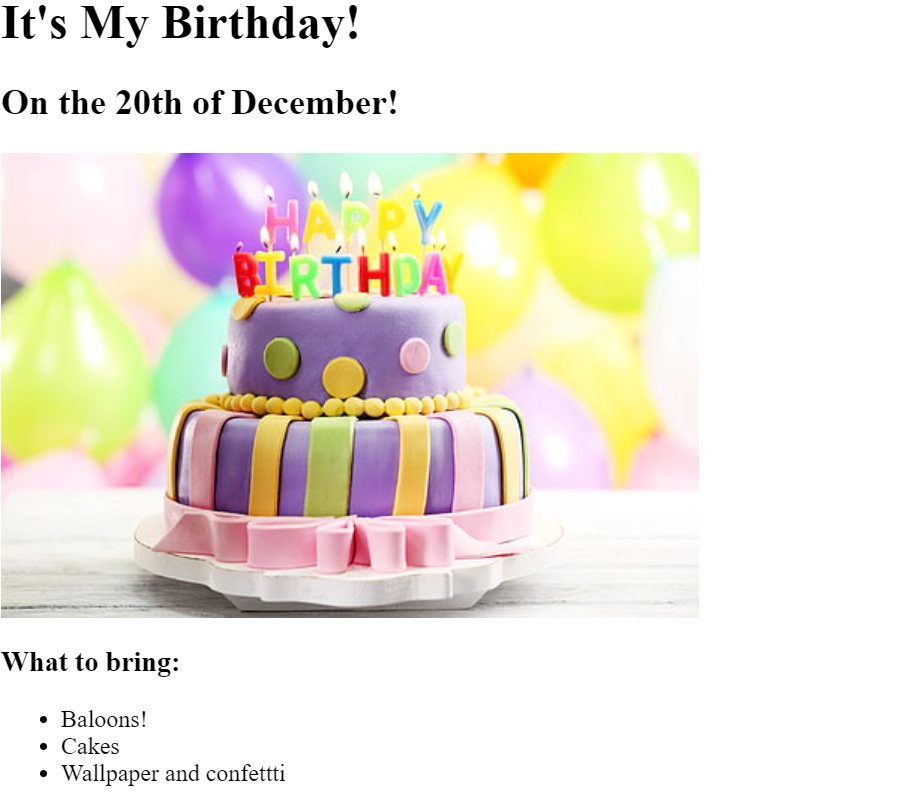 It's My Birthday!
On the 20th of December!
HAPPY
BIRTHDAY
What to bring:
Baloons!
Cakes
Wallpaper and confettti